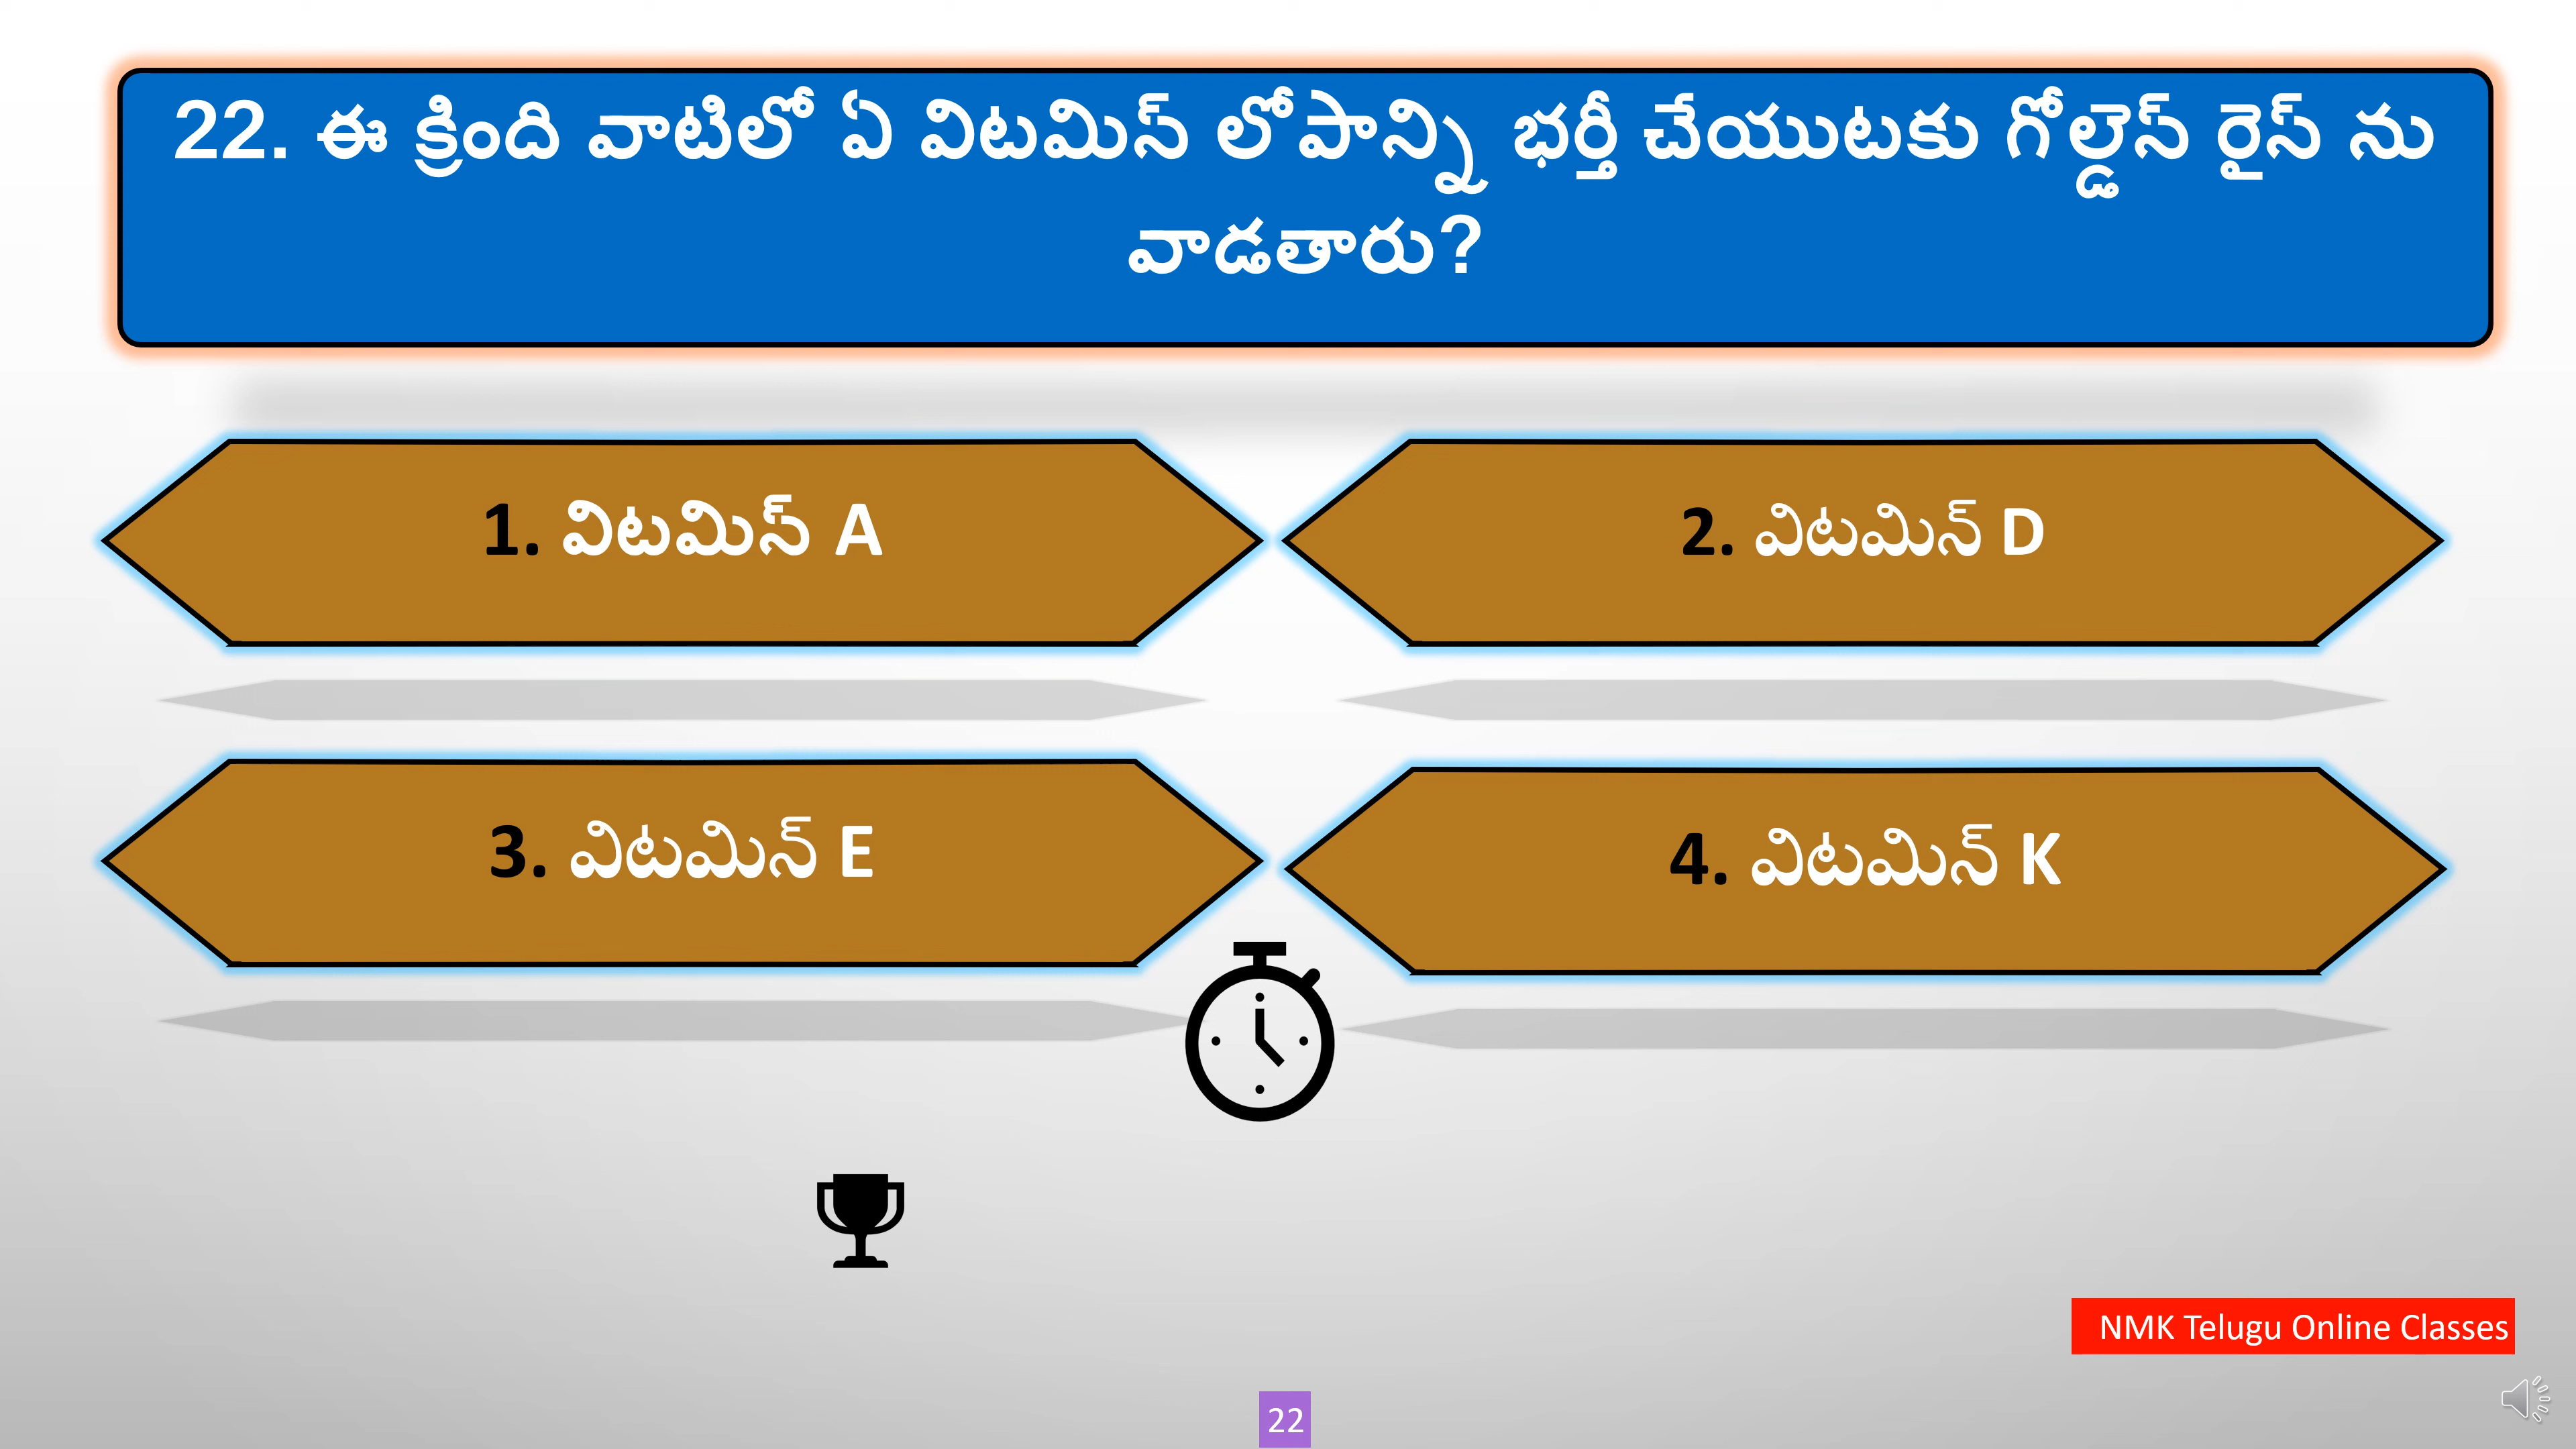 22. ఈ క్రింది వాటిలో ఏ విటమిన్ లోపాన్ని భర్తీ చేయుటకు గోల్డెన్ రైస్ ను
వాడతారు?
1. విటమిన్ A
2. విటమిన్ D
3. విటమిన్ E
4. విటమిన్ K
NMK Telugu Online Classes
22